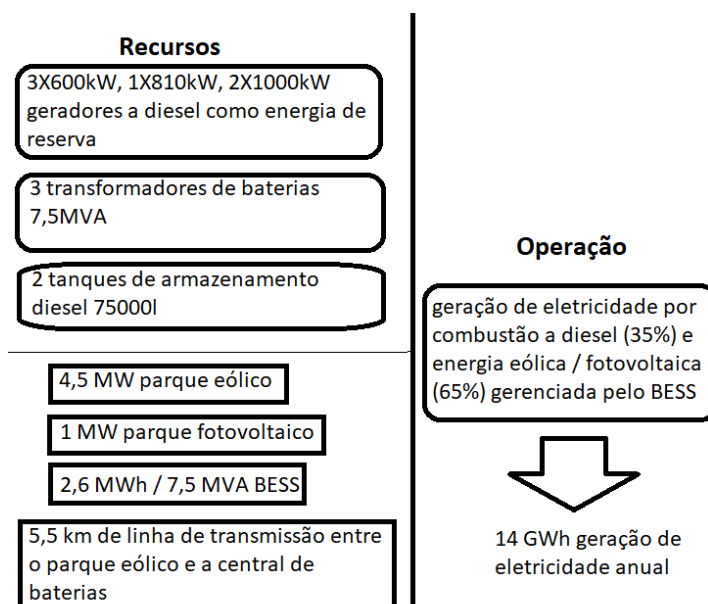 Recursos
3X600kW, 1X810kW, 2X1000kW
geradores a diesel como energia de
reserva
3 transformadores de baterias
7,5MVA
2 tanques de armazenamento
diesel 75000l
4,5 MW parque eólico
1 MW parque fotovoltaico
2,6 MWh / 7,5 MVA BESS
5,5 km de linha de transmissão entre
o parque eólico e a central de
baterias
Operação
geração de eletricidade por
combustão a diesel (35%) e
energia eólica / fotovoltaica
(65%) gerenciada pelo BESS
14 GWh geração de
eletricidade anual